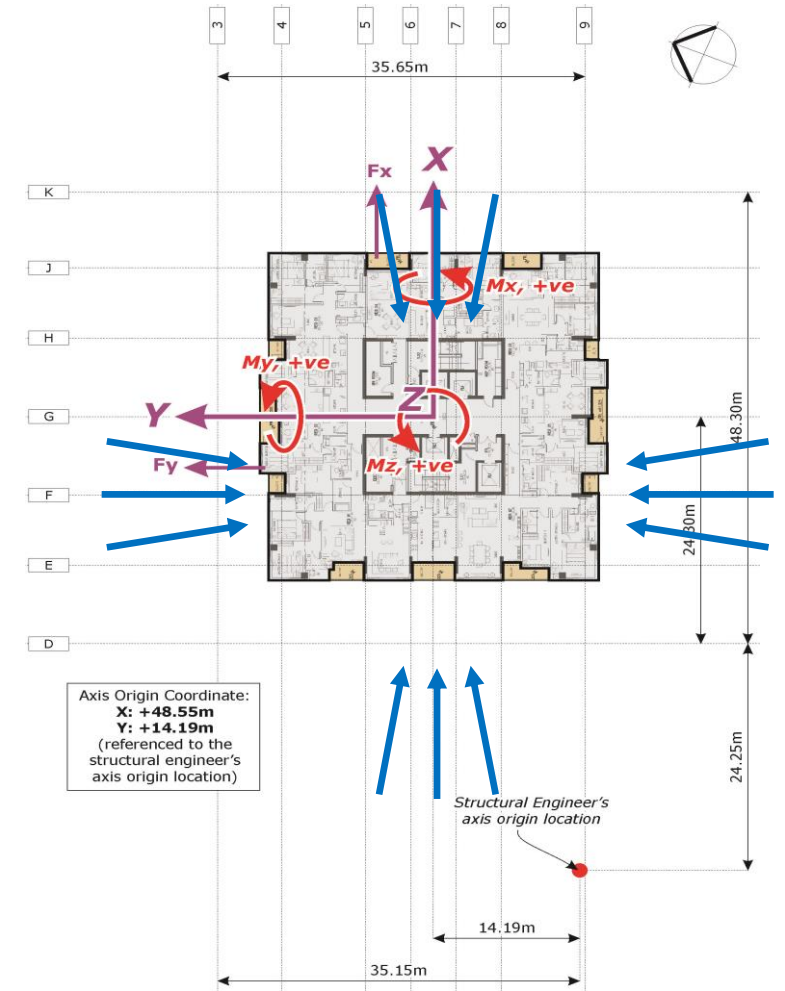 3 4 5 6 7 8 9
35.65m
X
Fx
K
J
Mx, +ve
H
My, +ve
Z
Y
G
48.30m
Mz, +ve
Fy
F
24.30m
E
D
Axis Origin Coordinate:
X: +48.55m
Y: +14.19m
(referenced to the
structural engineer's
axis origin location)
24.25m
Structural Engineer's
axis origin location
14.19m
35.15m